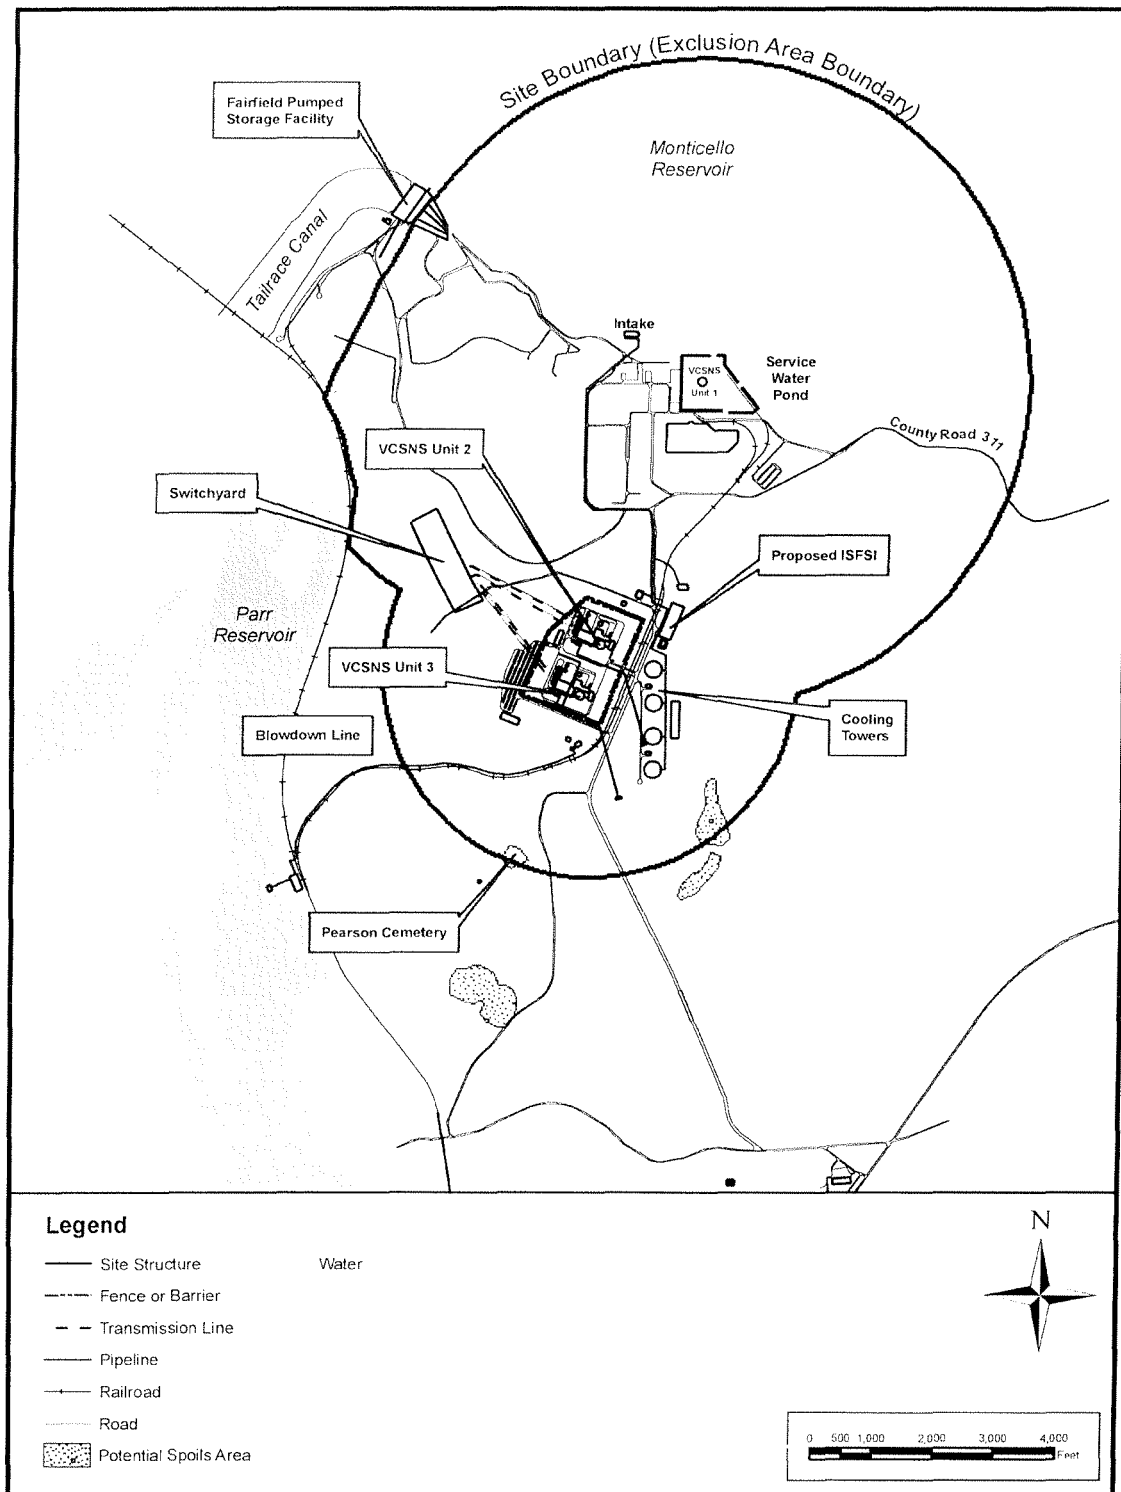 Site Boundary (Exclusion Area Boundary)
Fairfield Pumped
Storage Facility
Monticello
Reservoir
Tailrace Canal
Intake
VCSNS
Unit 1
Service
Water
Pond
County Road 311
VCSNS Unit 2
Switchyard
Proposed ISFSI
Parr
Reservoir
VCSNS Unit 3
Cooling
Towers
Blowdown Line
Pearson Cemetery
Legend
Site Structure
Water
Fence or Barrier
Transmission Line
Pipeline
Railroad
Road
Potential Spoils Area
N
0 500 1,000 2,000 3,000 4,000
Feet